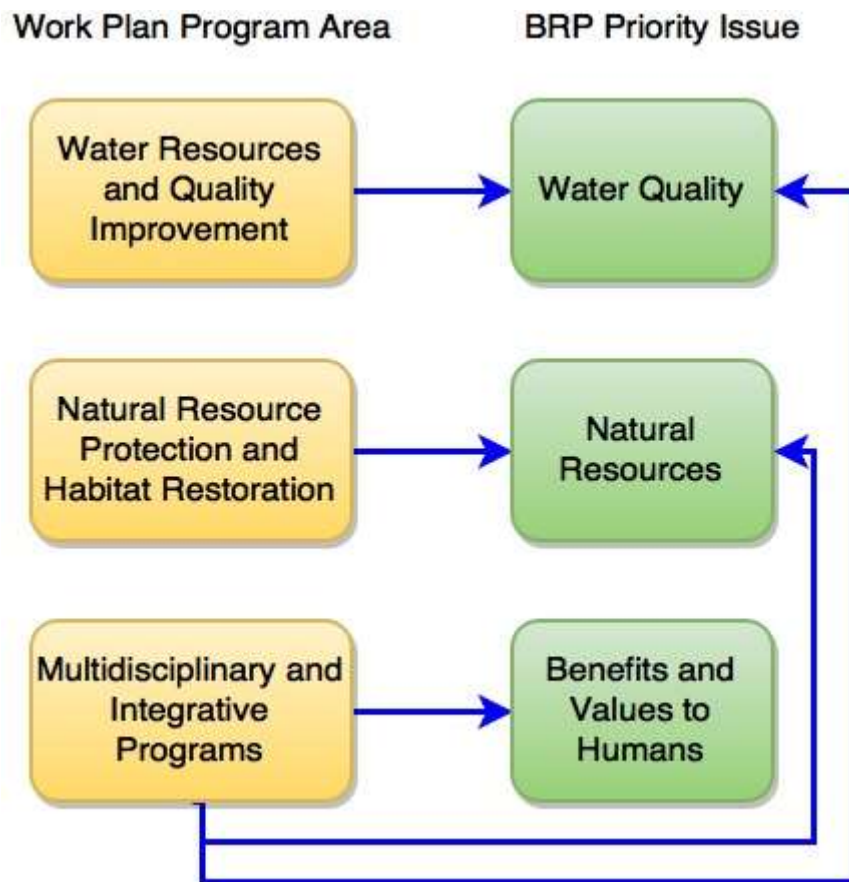 Work Plan Program Area
BRP Priority Issue
Water Resources
and Quality
Improvement
Water Quality
Natural Resource
Protection and
Habitat Restoration
Natural
Resources
Multidisciplinary and
Integrative
Programs
Benefits and
Values to
Humans